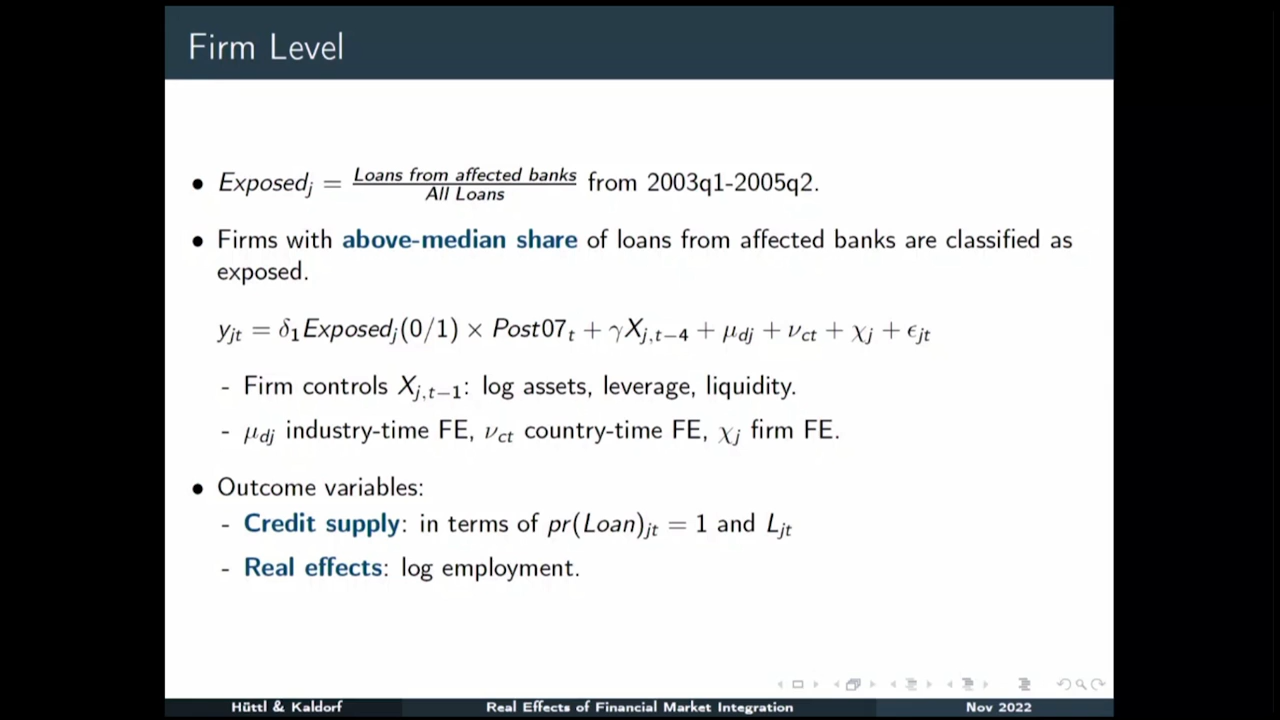 Firm Level
• Exposed_j = Loans from affected banks / All Loans from 2003q1-2005q2.
• Firms with above-median share of loans from affected banks are classified as
exposed.
y_jt = δ_1 Exposed_j(0/1) × Post07_t + γX_{j,t−4} + μ_dj + ν_ct + χ_j + ϵ_jt
- Firm controls X_{j,t−1}: log assets, leverage, liquidity.
- μ_dj industry-time FE, ν_ct country-time FE, χ_j firm FE.
• Outcome variables:
- Credit supply: in terms of pr(Loan)_jt = 1 and L_jt
- Real effects: log employment.
Hüttl & Kaldorf Real Effects of Financial Market Integration Nov 2022